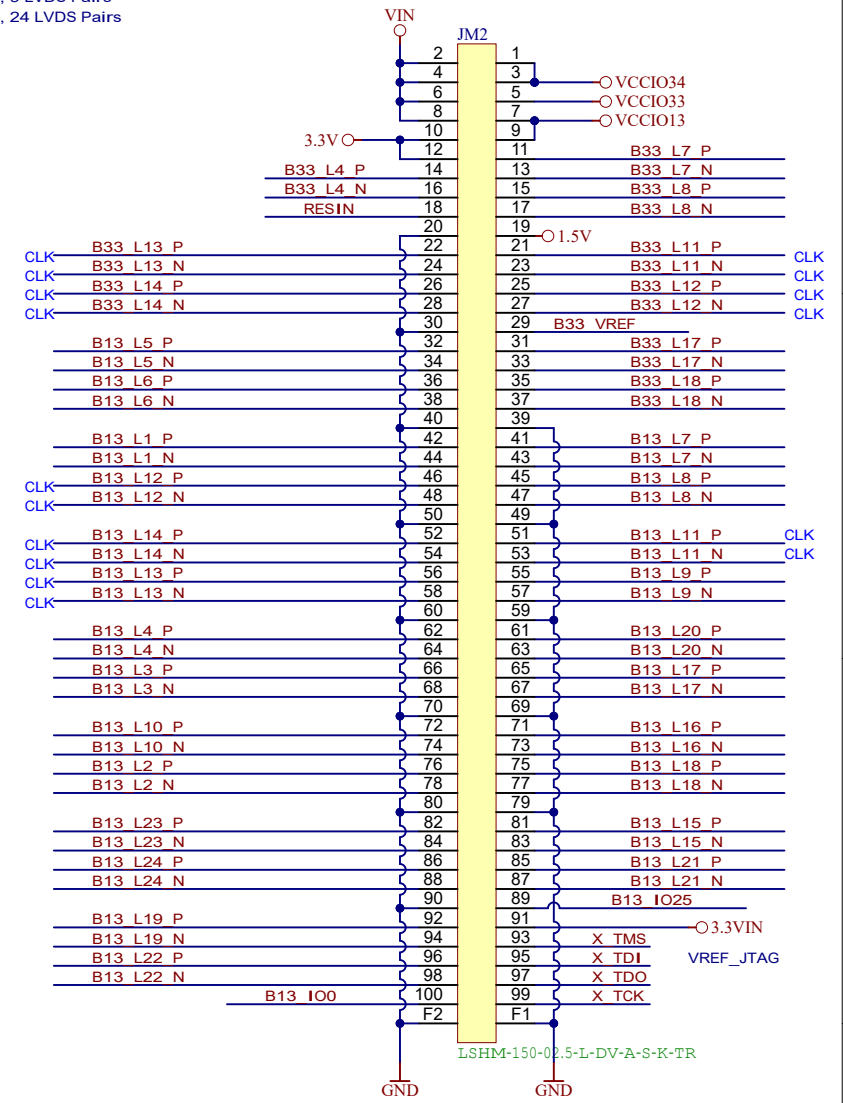 , 24 LVDS Pairs
VIN
JM2
2 1
4 3 VCCIO34
6 5 VCCIO33
8 7 VCCIO13
3.3V 10 9
12 11 B33_L7_P
B33_L4_P 14 13 B33_L7_N
B33_L4_N 16 15 B33_L8_P
RESIN 18 17 B33_L8_N
20 19 1.5V
CLK B33_L13_P 22 21 B33_L11_P CLK
CLK B33_L13_N 24 23 B33_L11_N CLK
CLK B33_L14_P 26 25 B33_L12_P CLK
CLK B33_L14_N 28 27 B33_L12_N CLK
30 29 B33_VREF
B13_L5_P 32 31 B33_L17_P
B13_L5_N 34 33 B33_L17_N
B13_L6_P 36 35 B33_L18_P
B13_L6_N 38 37 B33_L18_N
40 39
B13_L1_P 42 41 B13_L7_P
B13_L1_N 44 43 B13_L7_N
CLK B13_L12_P 46 45 B13_L8_P
CLK B13_L12_N 48 47 B13_L8_N
50 49
CLK B13_L14_P 52 51 B13_L11_P CLK
CLK B13_L14_N 54 53 B13_L11_N CLK
CLK B13_L13_P 56 55 B13_L9_P
CLK B13_L13_N 58 57 B13_L9_N
60 59
B13_L4_P 62 61 B13_L20_P
B13_L4_N 64 63 B13_L20_N
B13_L3_P 66 65 B13_L17_P
B13_L3_N 68 67 B13_L17_N
70 69
B13_L10_P 72 71 B13_L16_P
B13_L10_N 74 73 B13_L16_N
B13_L2_P 76 75 B13_L18_P
B13_L2_N 78 77 B13_L18_N
80 79
B13_L23_P 82 81 B13_L15_P
B13_L23_N 84 83 B13_L15_N
B13_L24_P 86 85 B13_L21_P
B13_L24_N 88 87 B13_L21_N
90 89 B13_IO25
B13_L19_P 92 91 3.3VIN
B13_L19_N 94 93 X_TMS
B13_L22_P 96 95 X_TDI VREF_JTAG
B13_L22_N 98 97 X_TDO
B13_IO0 100 99 X_TCK
F2 F1
LSHM-150-02.5-L-DV-A-S-K-TR
GND GND